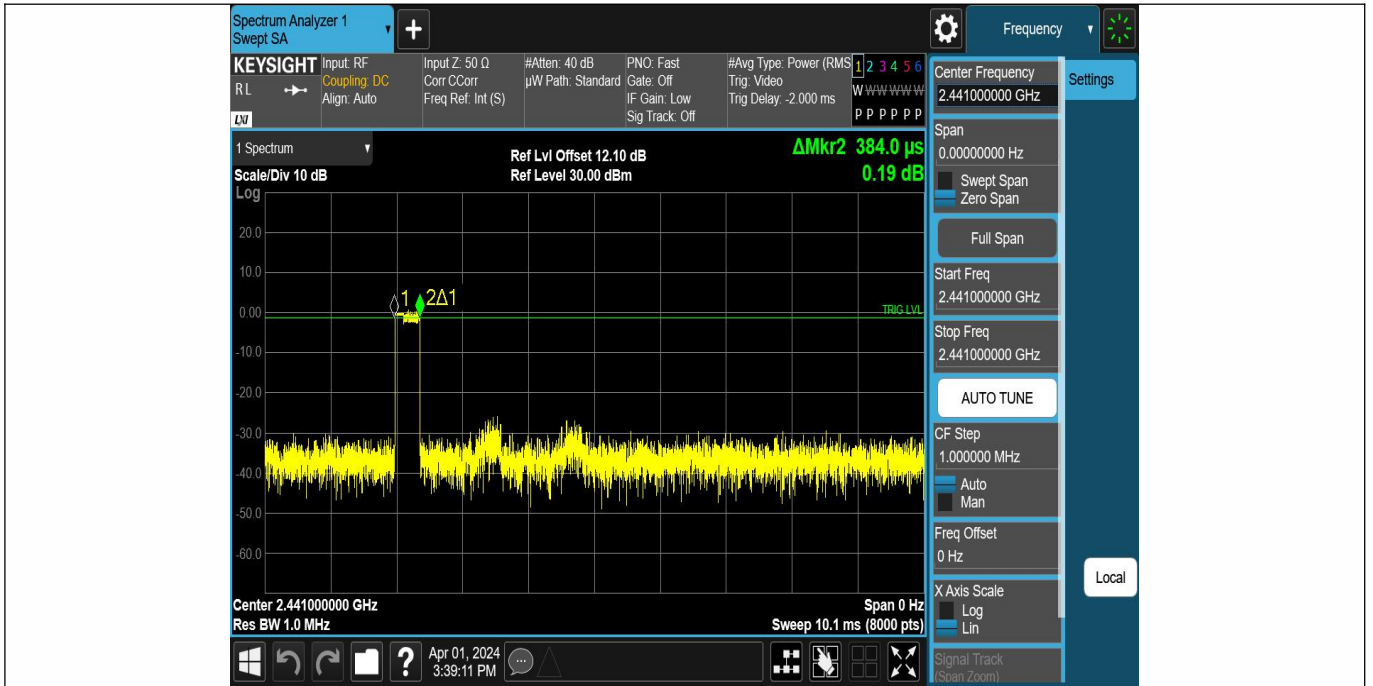 Spectrum Analyzer 1
Swept SA
Frequency
KEYSIGHT
R L
LXI
Input: RF
Coupling: DC
Align: Auto
Input Z: 50 Ω
Corr CCorr
Freq Ref: Int (S)
#Atten: 40 dB
µW Path: Standard
PNO: Fast
Gate: Off
IF Gain: Low
Sig Track: Off
#Avg Type: Power (RMS
Trig: Video
Trig Delay: -2.000 ms
1 2 3 4 5 6
W W W W W W
P P P P P P
Center Frequency
2.441000000 GHz
Settings
Span
0.00000000 Hz
Swept Span
Zero Span
Full Span
Start Freq
2.441000000 GHz
Stop Freq
2.441000000 GHz
AUTO TUNE
CF Step
1.000000 MHz
Auto
Man
Freq Offset
0 Hz
X Axis Scale
Log
Lin
Signal Track
(Span Zoom)
Local
1 Spectrum
Scale/Div 10 dB
Ref Lvl Offset 12.10 dB
Ref Level 30.00 dBm
ΔMkr2 384.0 µs
0.19 dB
Log
20.0
10.0
0.00
-10.0
-20.0
-30.0
-40.0
-50.0
-60.0
1
2Δ1
TRIG LVL
Center 2.441000000 GHz
Res BW 1.0 MHz
Span 0 Hz
Sweep 10.1 ms (8000 pts)
?
Apr 01, 2024
3:39:11 PM